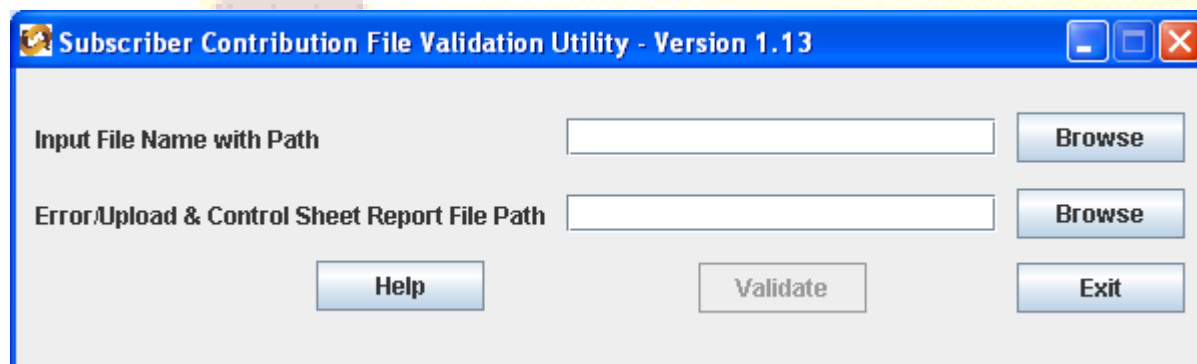 Subscriber Contribution File Validation Utility - Version 1.13
Input File Name with Path Browse
Error/Upload & Control Sheet Report File Path Browse
Help Validate Exit